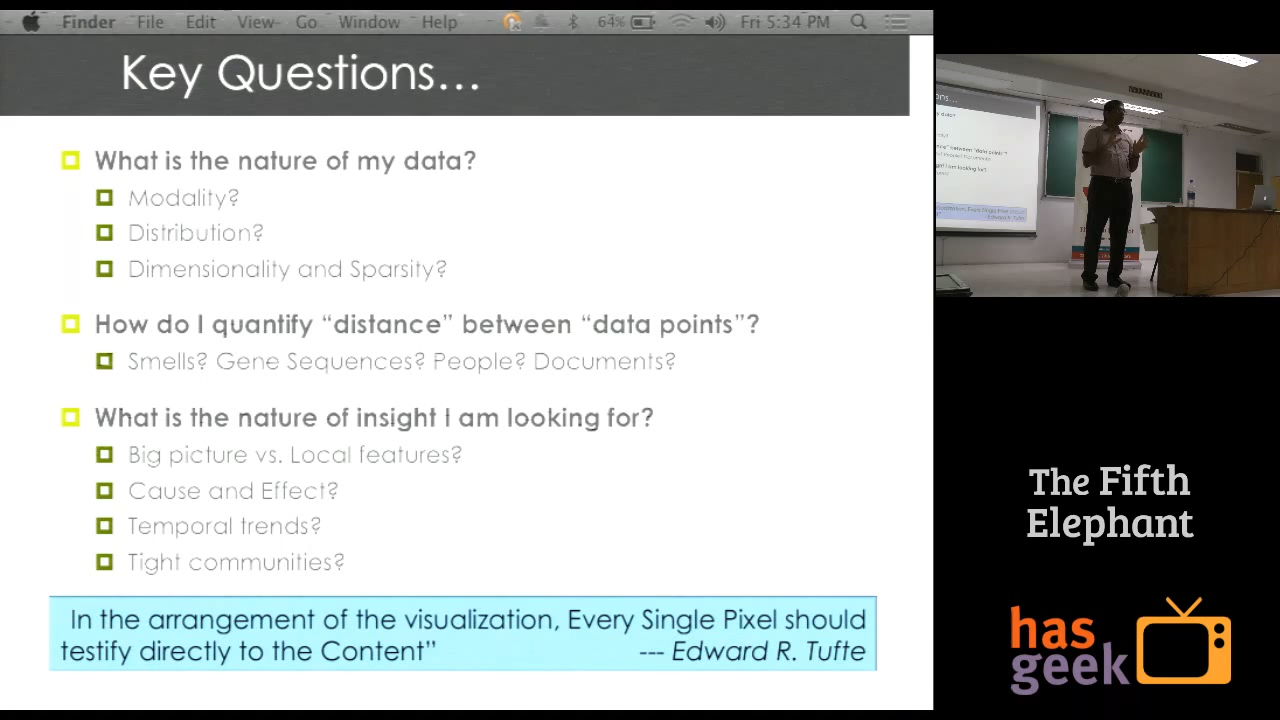 Finder File Edit View Go Window Help 64% Fri 5:34 PM
Key Questions...
What is the nature of my data?
Modality?
Distribution?
Dimensionality and Sparsity?
How do I quantify “distance” between “data points”?
Smells? Gene Sequences? People? Documents?
What is the nature of insight I am looking for?
Big picture vs. Local features?
Cause and Effect?
Temporal trends?
Tight communities?
In the arrangement of the visualization, Every Single Pixel should
testify directly to the Content”
--- Edward R. Tufte
The Fifth
Elephant
has
geek